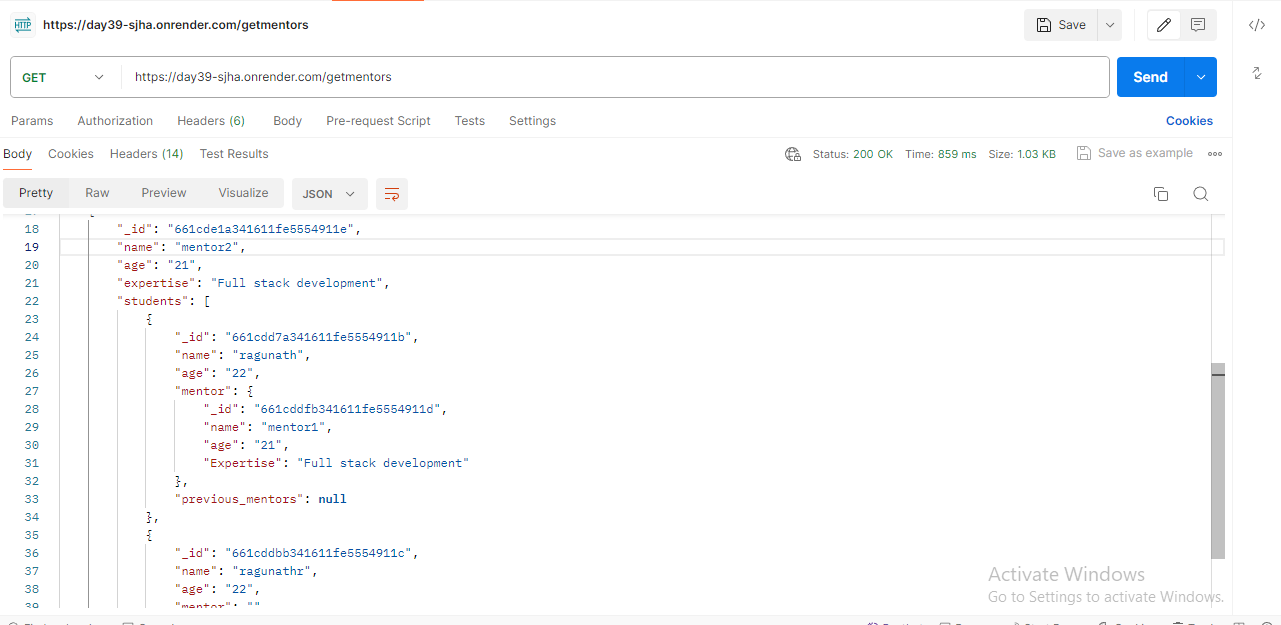 HTTP https://day39-sjha.onrender.com/getmentors Save
GET https://day39-sjha.onrender.com/getmentors Send
Params Authorization Headers (6) Body Pre-request Script Tests Settings Cookies
Body Cookies Headers (14) Test Results Status: 200 OK Time: 859 ms Size: 1.03 KB Save as example
Pretty Raw Preview Visualize JSON
18 "_id": "661cde1a341611fe5554911e",
19 "name": "mentor2",
20 "age": "21",
21 "expertise": "Full stack development",
22 "students": [
23 {
24 "_id": "661cdd7a341611fe5554911b",
25 "name": "ragunath",
26 "age": "22",
27 "mentor": {
28 "_id": "661cddfb341611fe5554911d",
29 "name": "mentor1",
30 "age": "21",
31 "Expertise": "Full stack development"
32 },
33 "previous_mentors": null
34 },
35 {
36 "_id": "661cddbb341611fe5554911c",
37 "name": "ragunathr",
38 "age": "22",
39 "mentor": ""
Activate Windows
Go to Settings to activate Windows.